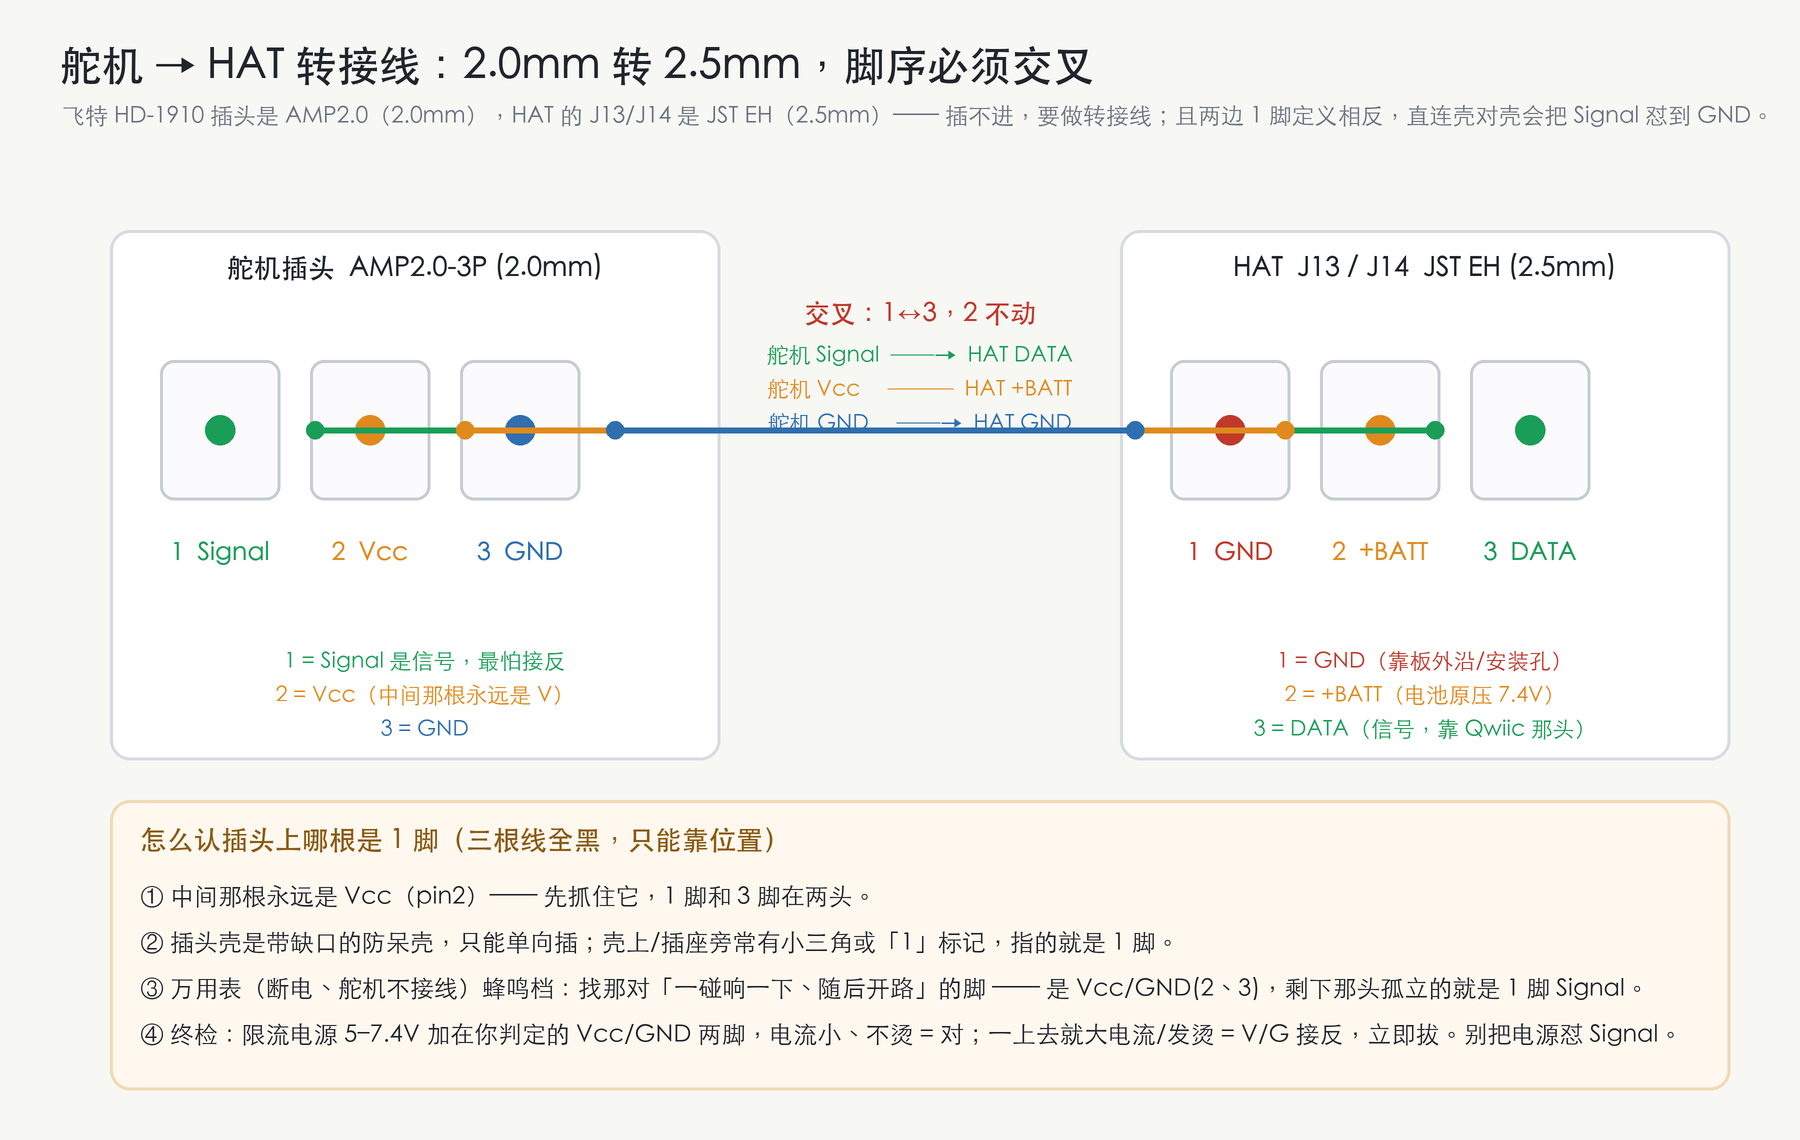 舵机 → HAT 转接线：2.0mm 转 2.5mm，脚序必须交叉
飞特 HD-1910 插头是 AMP2.0（2.0mm），HAT 的 J13/J14 是 JST EH（2.5mm）—— 插不进，要做转接线；且两边 1 脚定义相反，直连壳对壳会把 Signal 怼到 GND。
舵机插头 AMP2.0-3P (2.0mm)
1 Signal
2 Vcc
3 GND
1 = Signal 是信号，最怕接反
2 = Vcc（中间那根永远是 V）
3 = GND
交叉：1↔3，2 不动
舵机 Signal ——→ HAT DATA
舵机 Vcc —— HAT +BATT
舵机 GND ——→ HAT GND
HAT J13 / J14 JST EH (2.5mm)
1 GND
2 +BATT
3 DATA
1 = GND（靠板外沿/安装孔）
2 = +BATT（电池原压 7.4V）
3 = DATA（信号，靠 Qwiic 那头）
怎么认插头上哪根是 1 脚（三根线全黑，只能靠位置）
① 中间那根永远是 Vcc（pin2）—— 先抓住它，1 脚和 3 脚在两头。
② 插头壳是带缺口的防呆壳，只能单向插；壳上/插座旁常有小三角或「1」标记，指的就是 1 脚。
③ 万用表（断电、舵机不接线）蜂鸣档：找那对「一碰响一下、随后开路」的脚 —— 是 Vcc/GND(2、3)，剩下那头孤立的就是 1 脚 Signal。
④ 终检：限流电源 5–7.4V 加在你判定的 Vcc/GND 两脚，电流小、不烫 = 对；一上去就大电流/发烫 = V/G 接反，立即拔。别把电源怼 Signal。